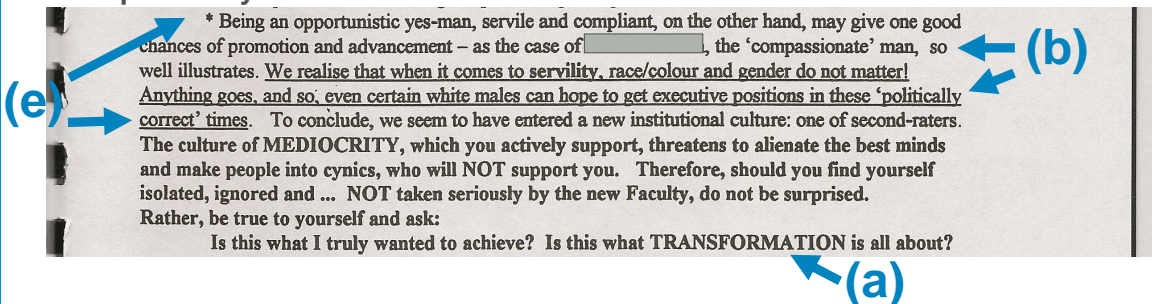 * Being an opportunistic yes-man, servile and compliant, on the other hand, may give one good
chances of promotion and advancement – as the case of , the 'compassionate' man, so
well illustrates. We realise that when it comes to servility, race/colour and gender do not matter!
Anything goes, and so, even certain white males can hope to get executive positions in these 'politically
correct' times. To conclude, we seem to have entered a new institutional culture: one of second-raters.
The culture of MEDIOCRITY, which you actively support, threatens to alienate the best minds
and make people into cynics, who will NOT support you. Therefore, should you find yourself
isolated, ignored and ... NOT taken seriously by the new Faculty, do not be surprised.
Rather, be true to yourself and ask:
Is this what I truly wanted to achieve? Is this what TRANSFORMATION is all about?
(b)
(e)
(a)